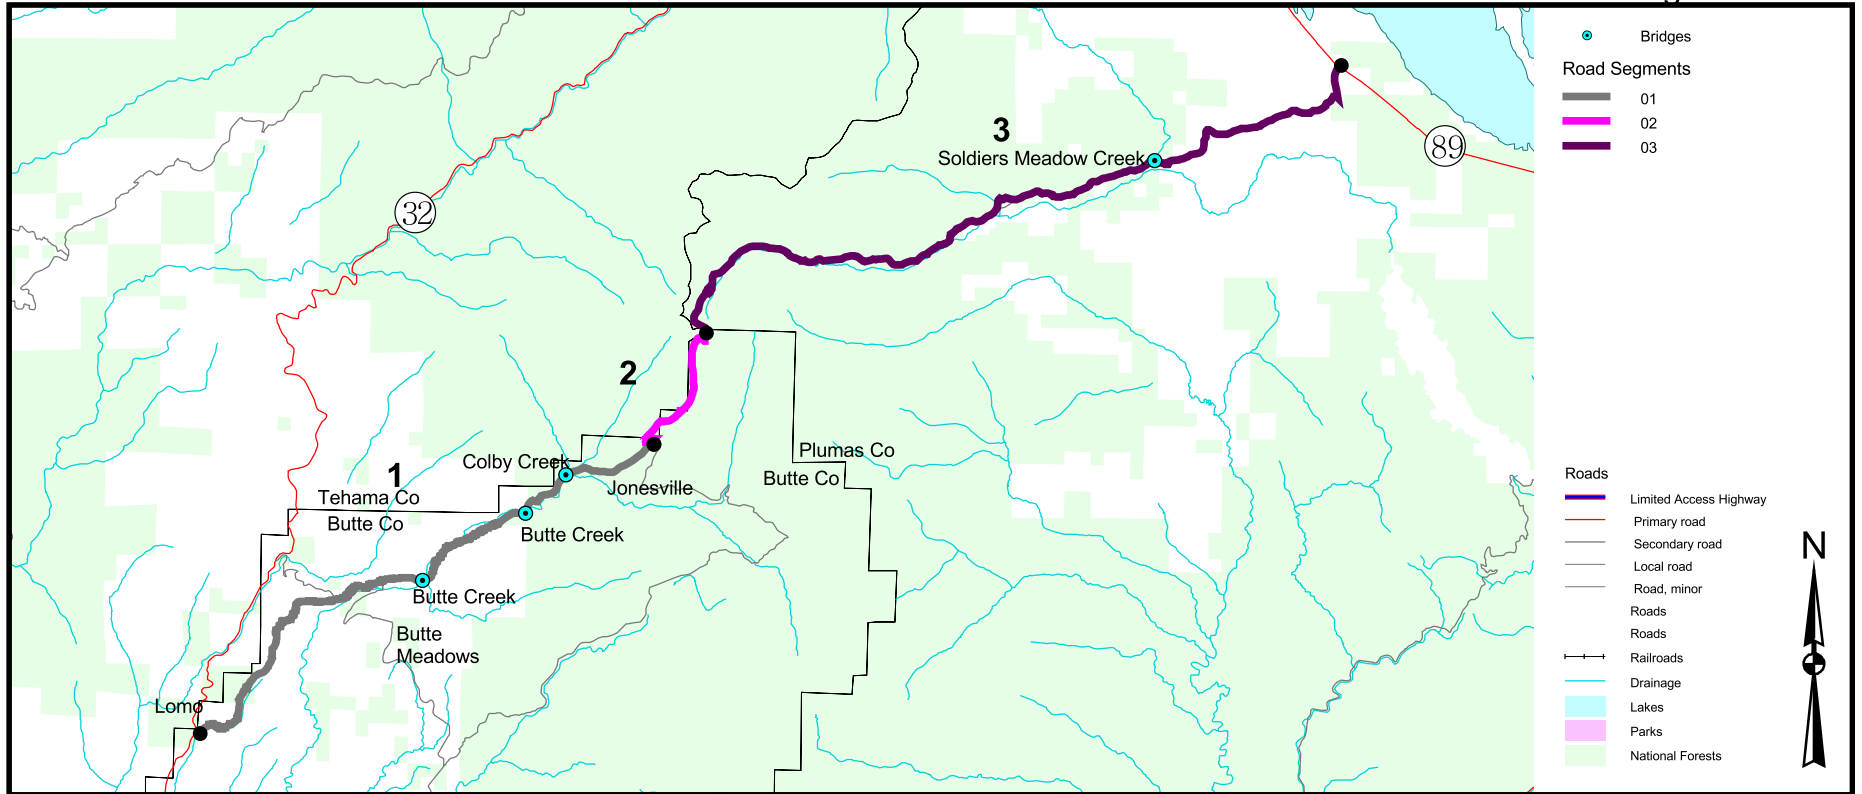 Bridges
Road Segments
01
02
03
3
Soldiers Meadow Creek
89
32
2
Plumas Co
Butte Co
Colby Creek
1
Jonesville
Tehama Co
Butte Co
Butte Creek
Butte Creek
Butte
Meadows
Lomo
Roads
Limited Access Highway
Primary road
Secondary road
Local road
Road, minor
Roads
Roads
Railroads
Drainage
Lakes
Parks
National Forests
N